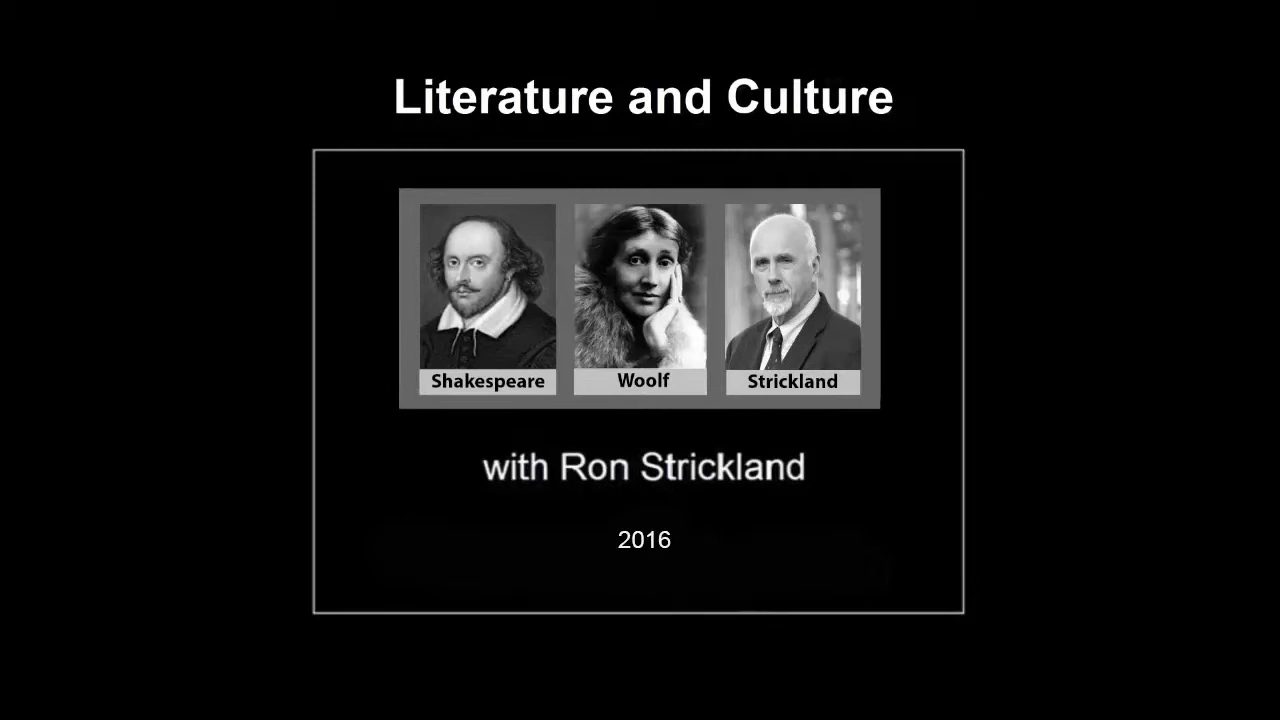 Literature and Culture
Shakespeare Woolf Strickland
with Ron Strickland
2016